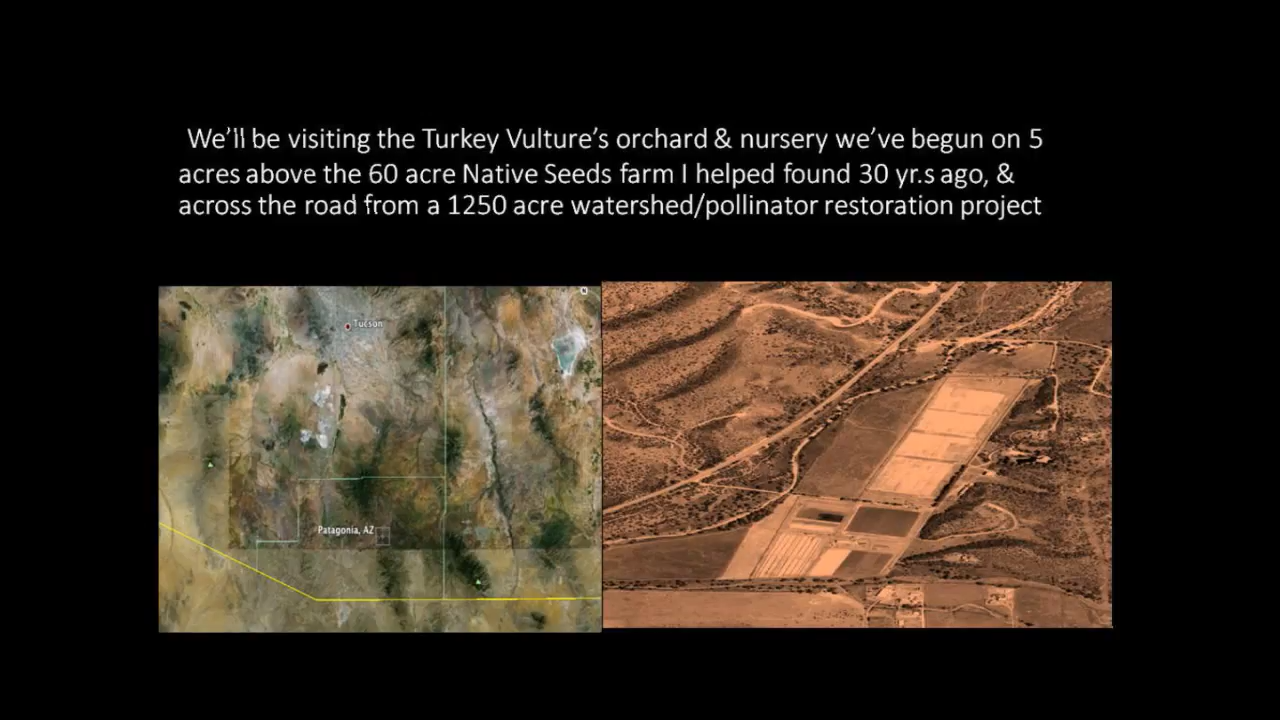 We'll be visiting the Turkey Vulture's orchard & nursery we've begun on 5
acres above the 60 acre Native Seeds farm I helped found 30 yr.s ago, &
across the road from a 1250 acre watershed/pollinator restoration project
N
Tucson
Patagonia, AZ